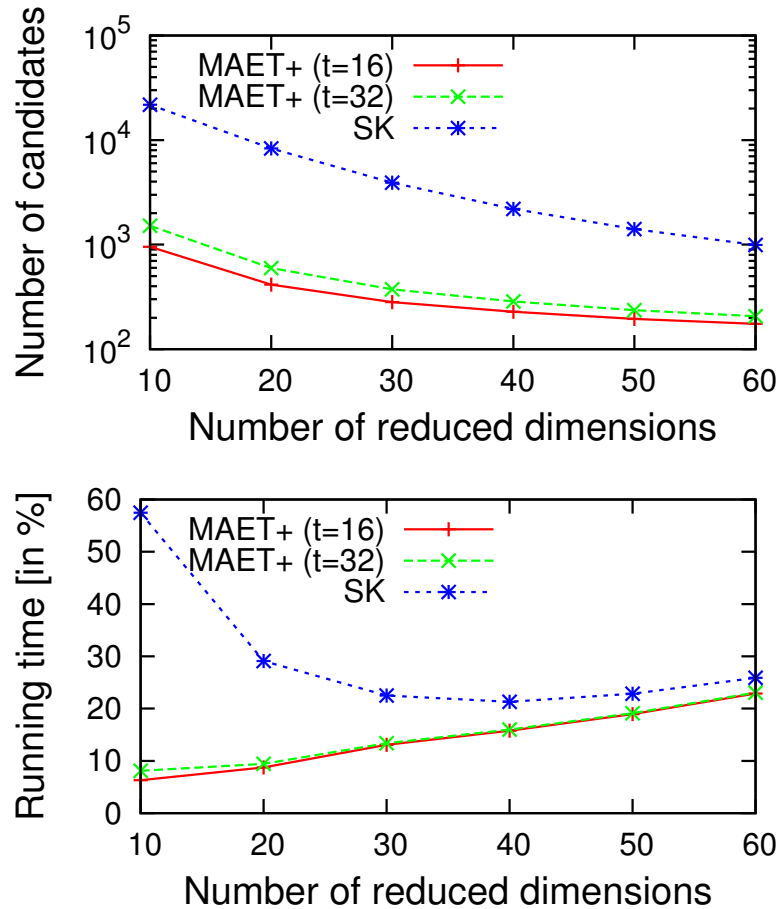 10^5
10^4
10^3
10^2
Number of candidates
MAET+ (t=16)
MAET+ (t=32)
SK
10 20 30 40 50 60
Number of reduced dimensions
60
50
40
30
20
10
0
Running time [in %]
MAET+ (t=16)
MAET+ (t=32)
SK
10 20 30 40 50 60
Number of reduced dimensions